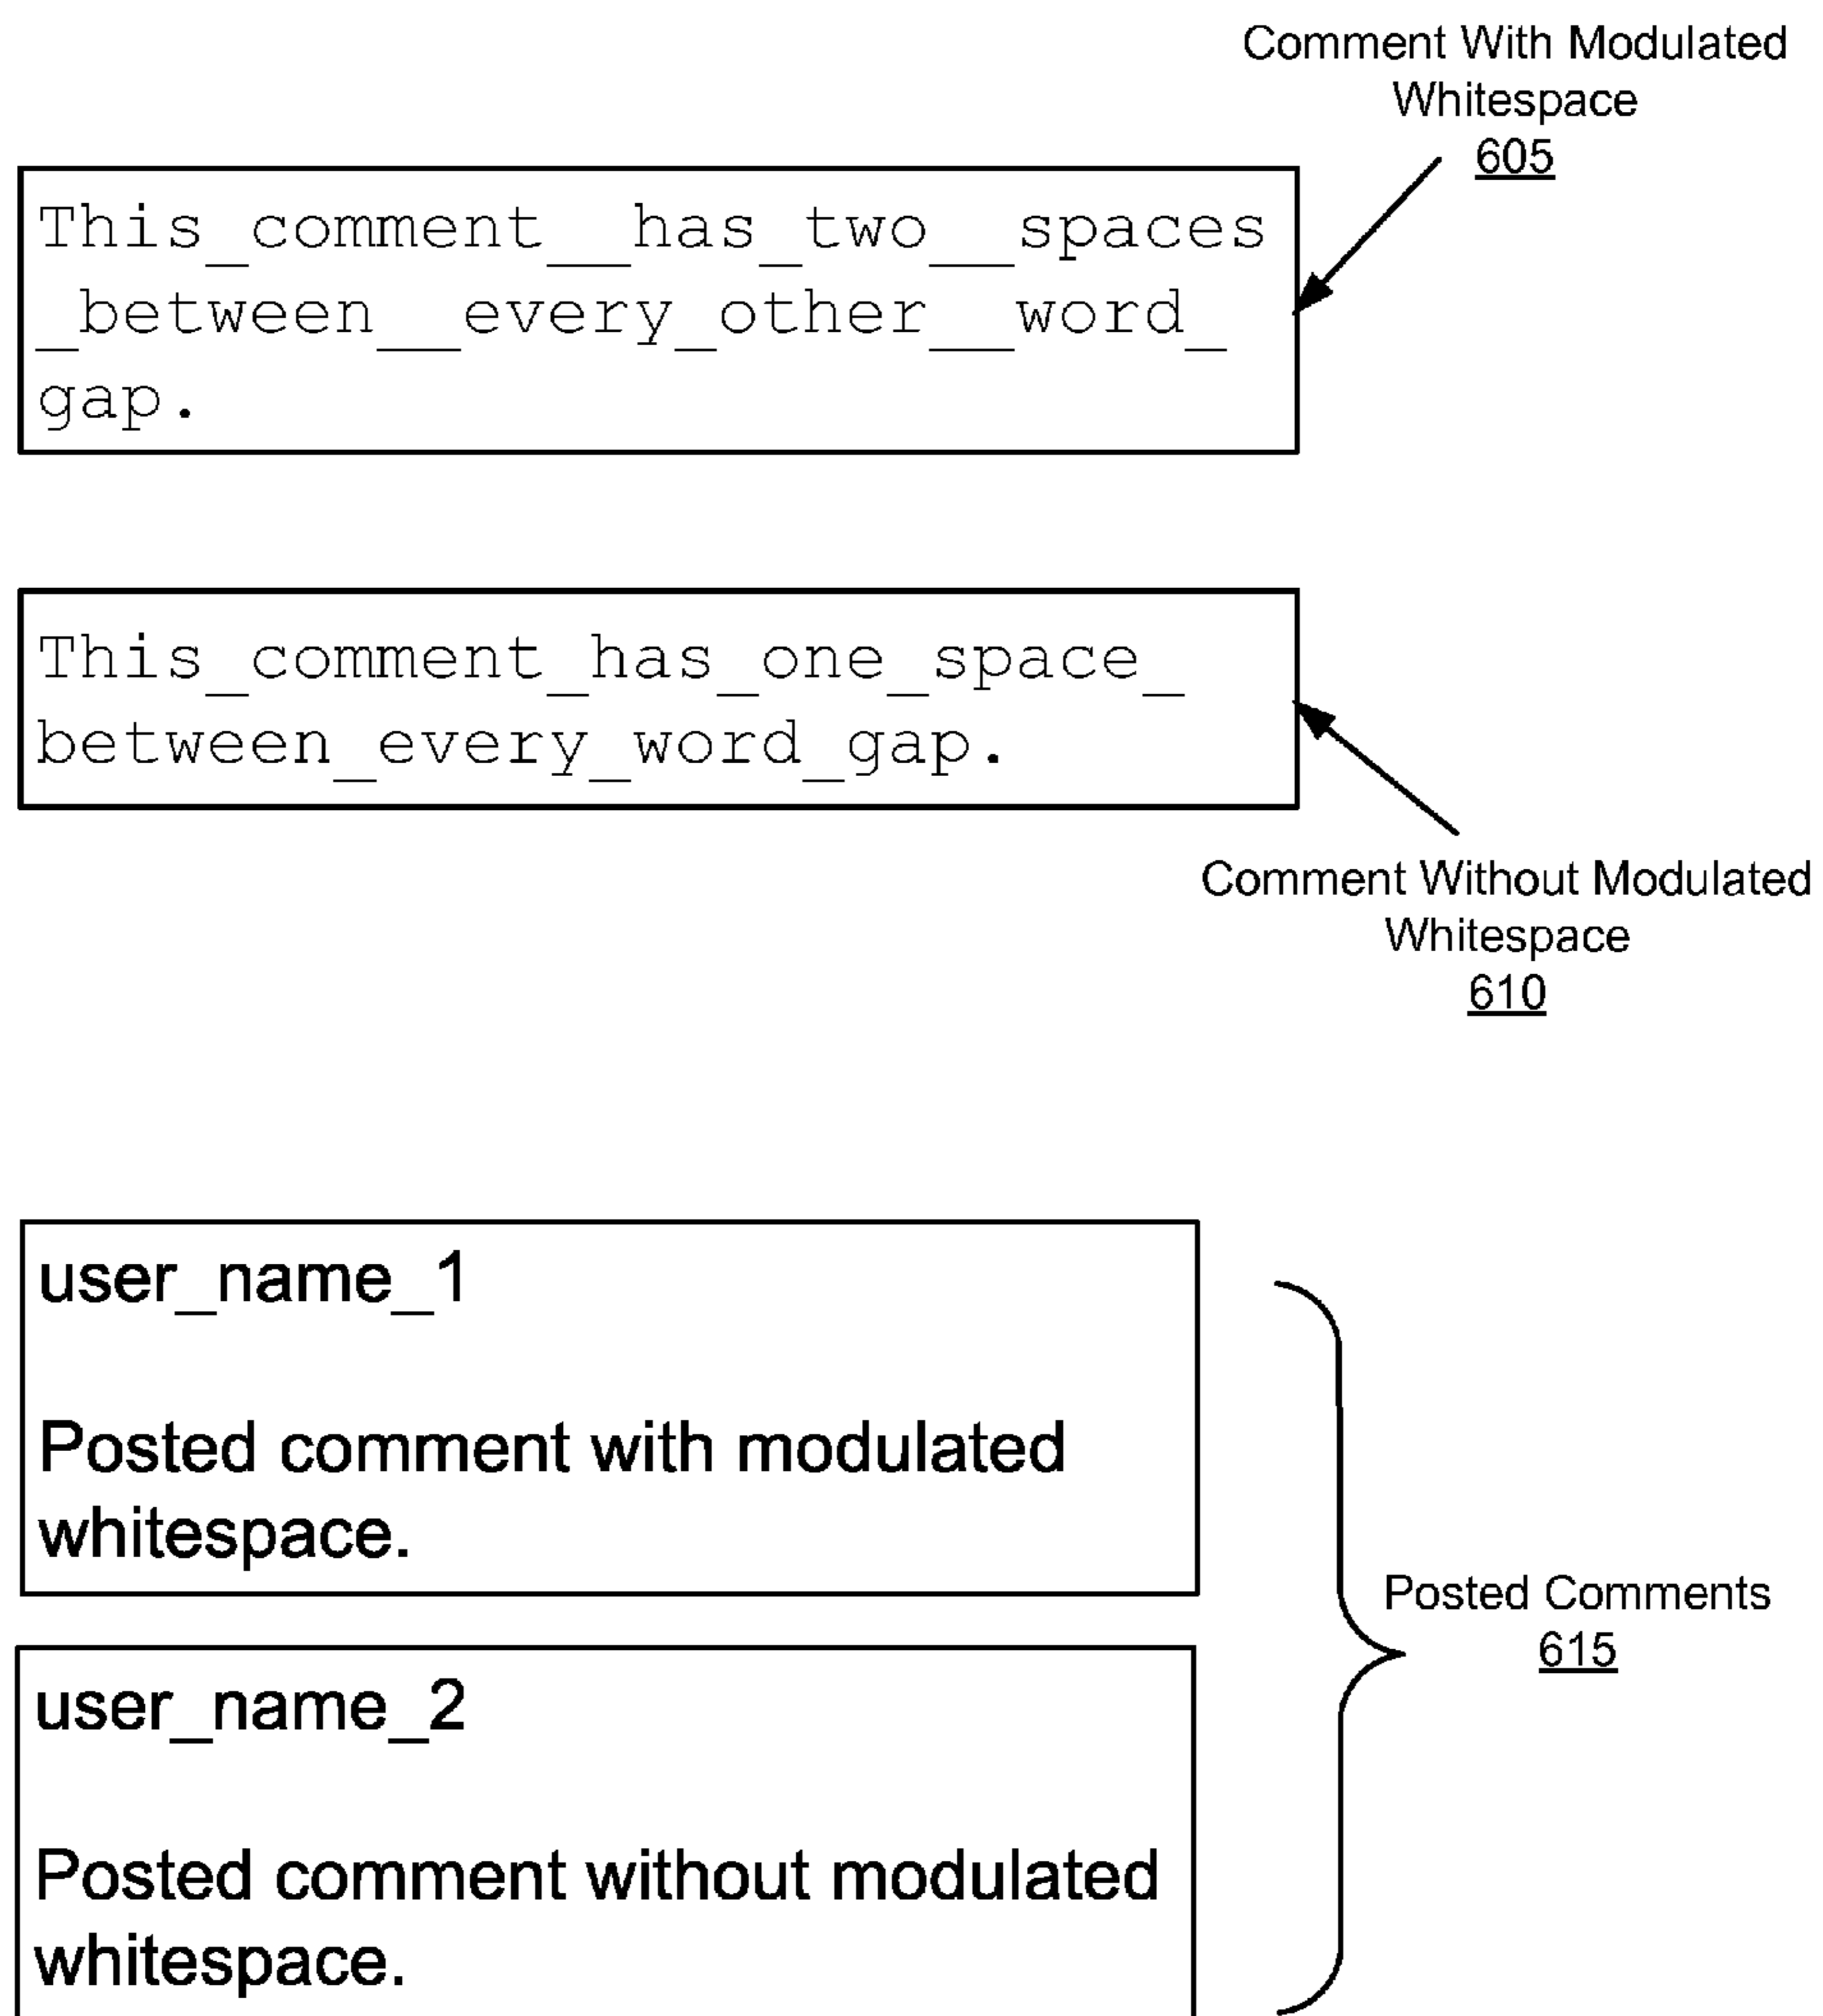 Comment With Modulated
Whitespace
605
This_comment__has_two__spaces
_between__every_other__word_
gap.
This_comment_has_one_space_
between_every_word_gap.
Comment Without Modulated
Whitespace
610
user_name_1
Posted comment with modulated
whitespace.
Posted Comments
615
user_name_2
Posted comment without modulated
whitespace.